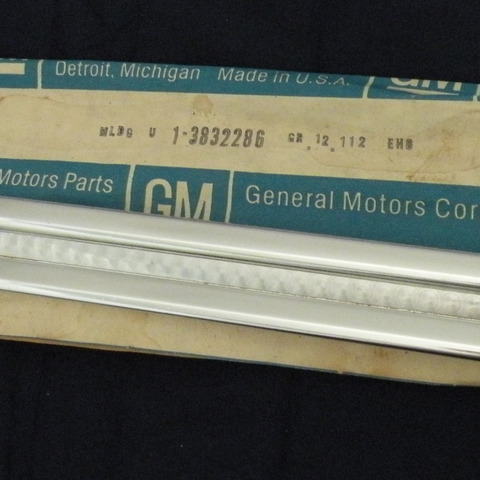 Detroit, Michigan Made in U.S.A. GM
MLDG U 1-3832286 GR. 12.112 EHB
Motors Parts GM General Motors Cor